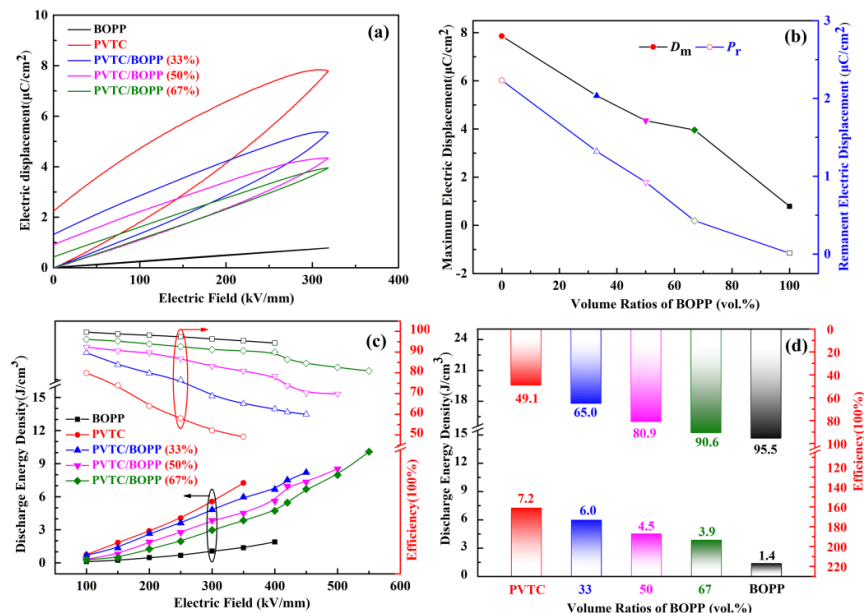 BOPP
PVTC
PVTC/BOPP (33%)
PVTC/BOPP (50%)
PVTC/BOPP (67%)
(a)
Electric displacement(μC/cm²)
10
8
6
4
2
0
0 100 200 300 400
Electric Field (kV/mm)
(b)
Dm Pr
Maximum Electric Displacement (μC/cm²)
8
6
4
2
0
-2
Remanent Electric Displacement (μC/cm²)
3
2
1
0
0 20 40 60 80 100
Volume Ratios of BOPP (vol.%)
(c)
Discharge Energy Density(J/cm³)
24
21
18
15
12
9
6
3
0
Efficiency(100%)
100
90
80
70
60
50
BOPP
PVTC
PVTC/BOPP (33%)
PVTC/BOPP (50%)
PVTC/BOPP (67%)
100 200 300 400 500 600
Electric Field (kV/mm)
(d)
Discharge Energy Density(J/cm³)
24
21
18
15
12
9
6
3
0
Efficiency(100%)
0
20
40
60
80
100
160
180
200
220
49.1
65.0
80.9
90.6
95.5
7.2
6.0
4.5
3.9
1.4
PVTC 33 50 67 BOPP
Volume Ratios of BOPP (vol.%)